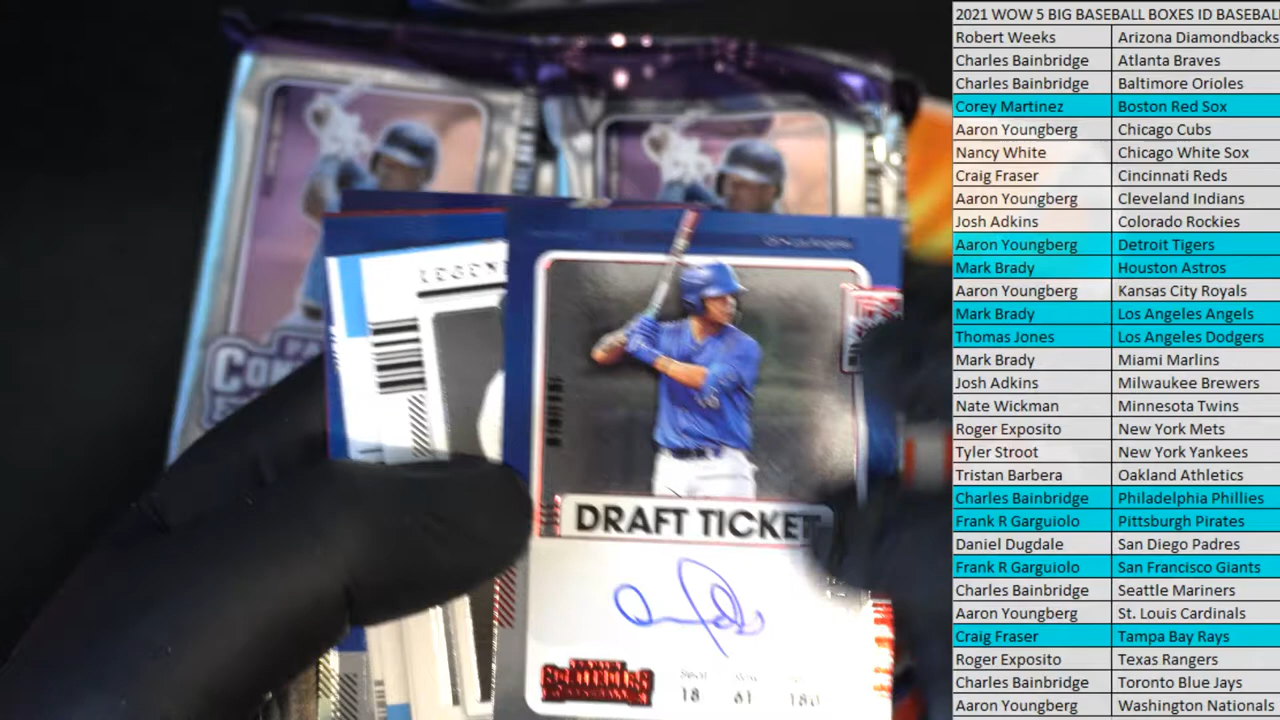 2021 WOW 5 BIG BASEBALL BOXES ID BASEBALL
Robert Weeks Arizona Diamondbacks
Charles Bainbridge Atlanta Braves
Charles Bainbridge Baltimore Orioles
Corey Martinez Boston Red Sox
Aaron Youngberg Chicago Cubs
Nancy White Chicago White Sox
Craig Fraser Cincinnati Reds
Aaron Youngberg Cleveland Indians
Josh Adkins Colorado Rockies
Aaron Youngberg Detroit Tigers
Mark Brady Houston Astros
Aaron Youngberg Kansas City Royals
Mark Brady Los Angeles Angels
Thomas Jones Los Angeles Dodgers
Mark Brady Miami Marlins
Josh Adkins Milwaukee Brewers
Nate Wickman Minnesota Twins
Roger Exposito New York Mets
Tyler Stroot New York Yankees
Tristan Barbera Oakland Athletics
Charles Bainbridge Philadelphia Phillies
Frank R Garguiolo Pittsburgh Pirates
Daniel Dugdale San Diego Padres
Frank R Garguiolo San Francisco Giants
Charles Bainbridge Seattle Mariners
Aaron Youngberg St. Louis Cardinals
Craig Fraser Tampa Bay Rays
Roger Exposito Texas Rangers
Charles Bainbridge Toronto Blue Jays
Aaron Youngberg Washington Nationals
LEGEN
DRAFT TICKET
18 61 180